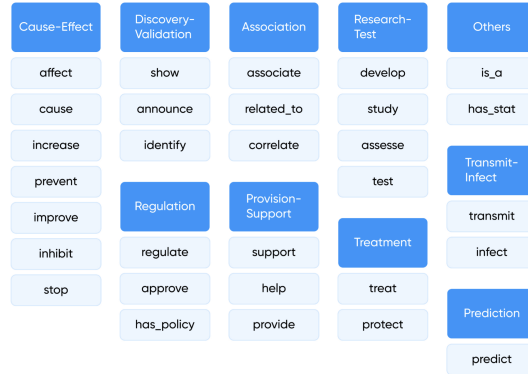 Cause-Effect
affect
cause
increase
prevent
improve
inhibit
stop
Discovery-
Validation
show
announce
identify
Regulation
regulate
approve
has_policy
Association
associate
related_to
correlate
Provision-
Support
support
help
provide
Research-
Test
develop
study
assesse
test
Treatment
treat
protect
Others
is_a
has_stat
Transmit-
Infect
transmit
infect
Prediction
predict